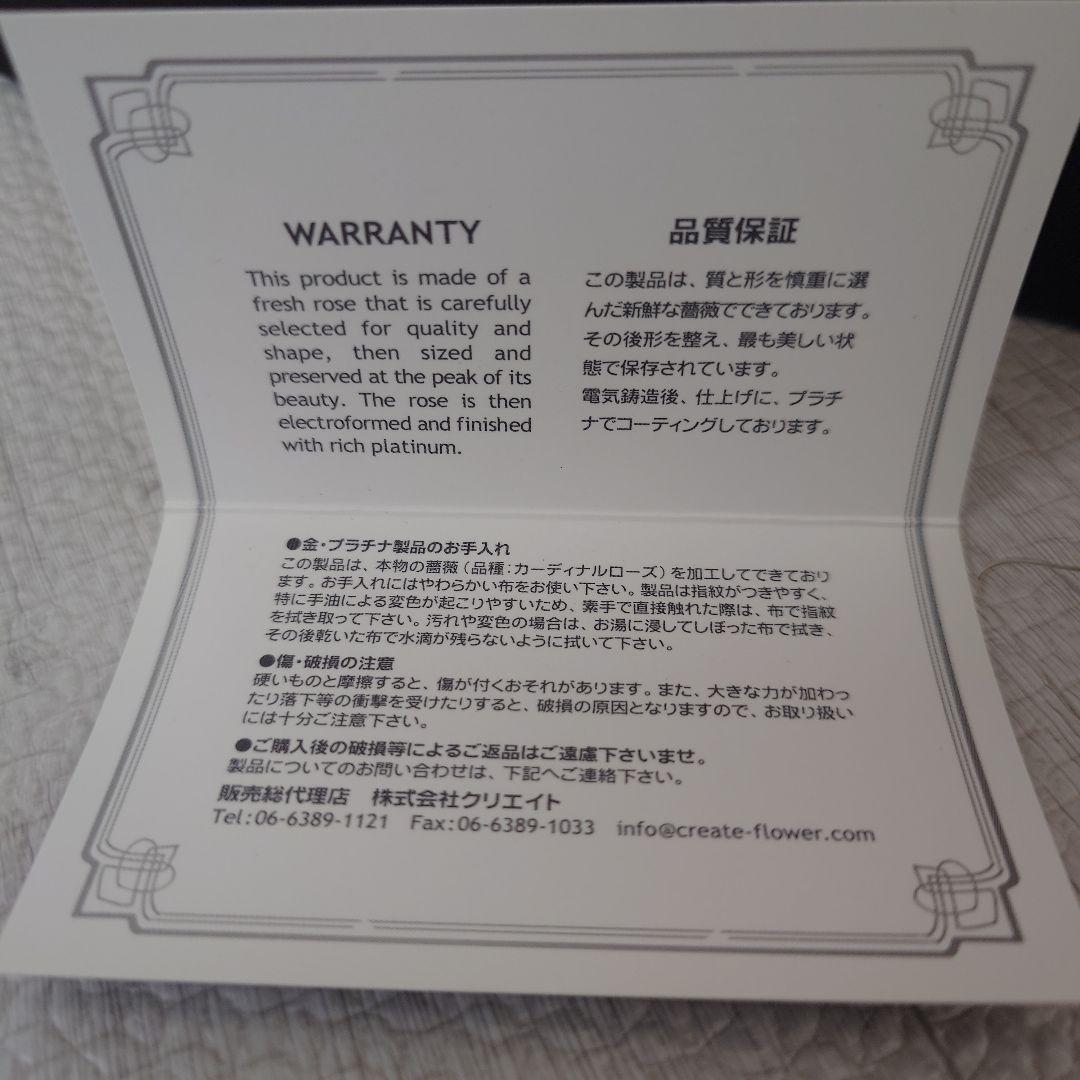 WARRANTY
This product is made of a
fresh rose that is carefully
selected for quality and
shape, then sized and
preserved at the peak of its
beauty. The rose is then
electroformed and finished
with rich platinum.
品質保証
この製品は、質と形を慎重に選
んだ新鮮な薔薇でできております。
その後形を整え、最も美しい状
態で保存されています。
電気鋳造後、仕上げに、プラチ
ナでコーティングしております。
●金・プラチナ製品のお手入れ
この製品は、本物の薔薇（品種：カーディナルローズ）を加工してできており
ます。お手入れにはやわらかい布をお使い下さい。製品は指紋がつきやすく、
特に手油による変色が起こりやすいため、素手で直接触れた際は、布で指紋
を拭き取って下さい。汚れや変色の場合は、お湯に浸してしぼった布で拭き、
その後乾いた布で水滴が残らないように拭いて下さい。
●傷・破損の注意
硬いものと摩擦すると、傷が付くおそれがあります。また、大きな力が加わっ
たり落下等の衝撃を受けたりすると、破損の原因となりますので、お取り扱い
には十分ご注意下さい。
●ご購入後の破損等によるご返品はご遠慮下さいませ。
製品についてのお問い合わせは、下記へご連絡下さい。
販売総代理店　株式会社クリエイト
Tel:06-6389-1121　Fax:06-6389-1033　info@create-flower.com